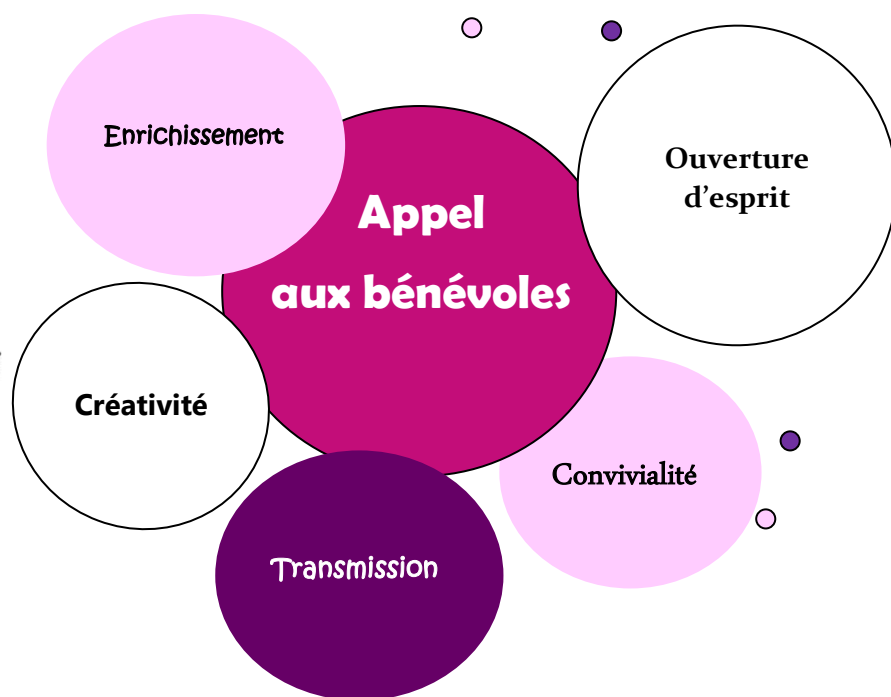 Enrichissement
Ouverture
d'esprit
Appel
aux bénévoles
Créativité
Convivialité
Transmission